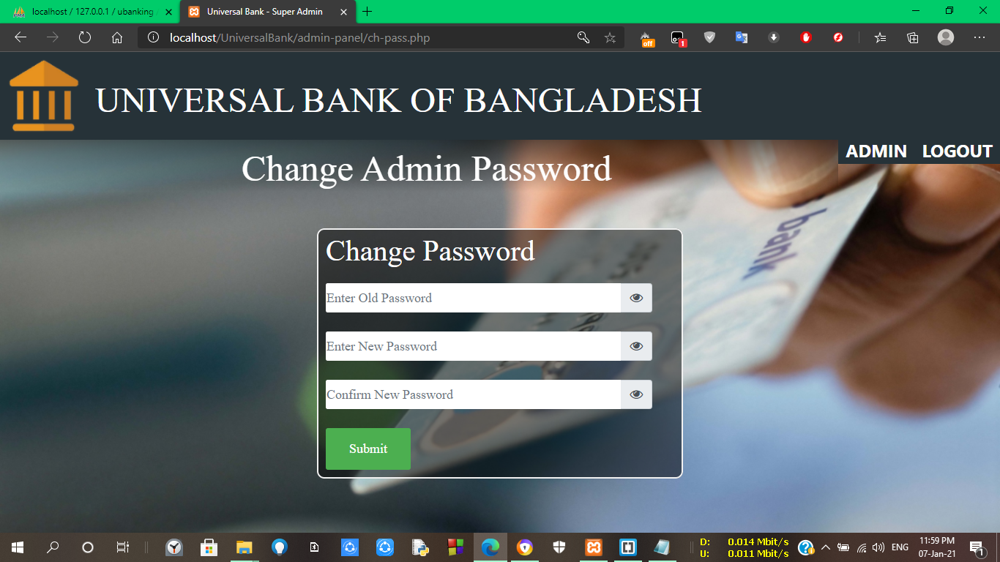 localhost / 127.0.0.1 / ubanking
Universal Bank - Super Admin
localhost/UniversalBank/admin-panel/ch-pass.php
off
1
UNIVERSAL BANK OF BANGLADESH
ADMIN LOGOUT
Change Admin Password
bank
Change Password
Enter Old Password
Enter New Password
Confirm New Password
Submit
D: 0.014 Mbit/s
U: 0.011 Mbit/s
ENG
11:59 PM
07-Jan-21
1